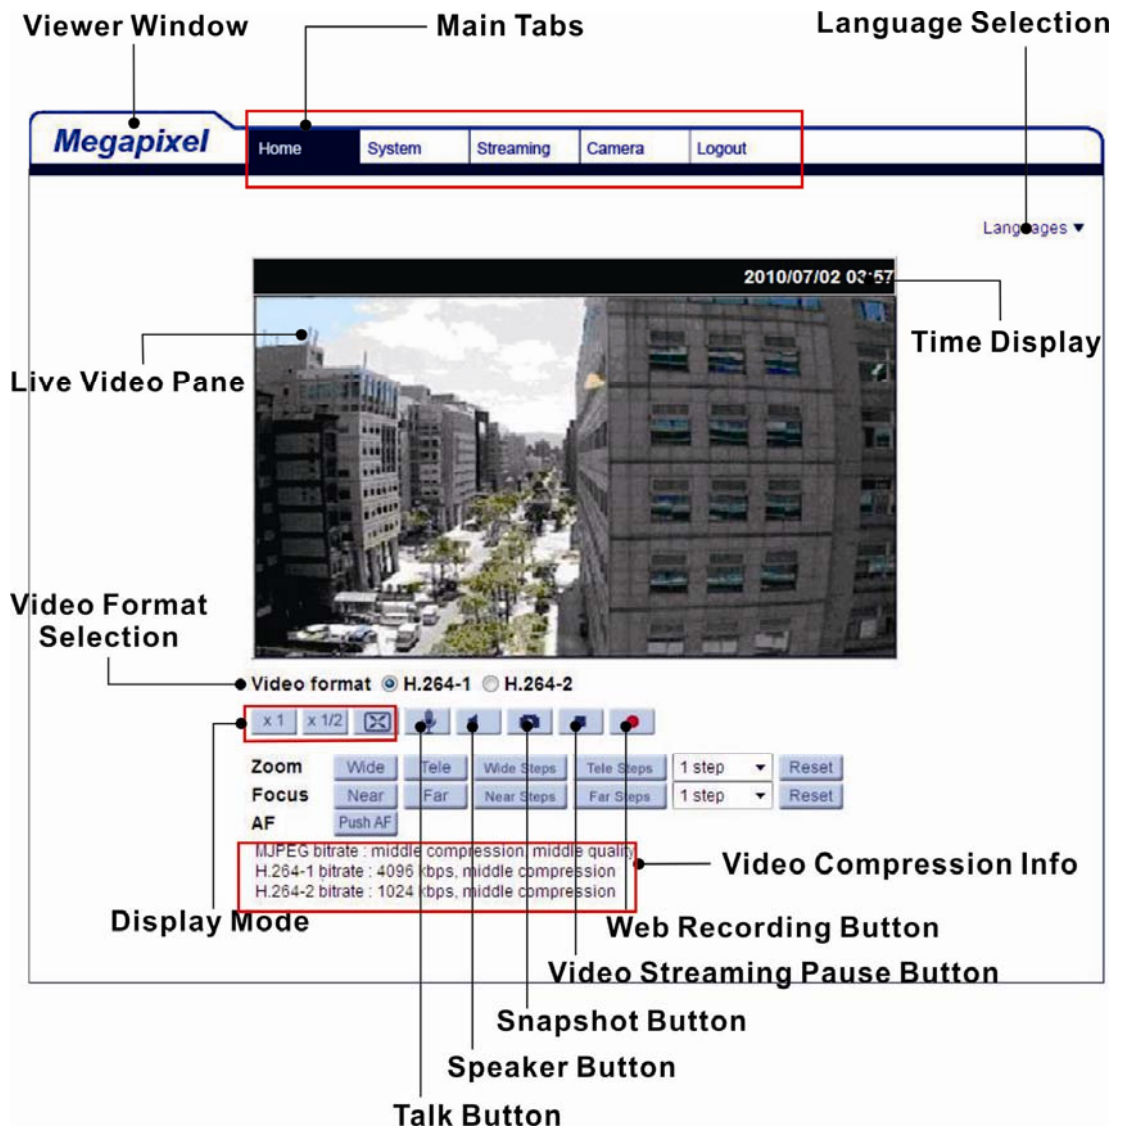 Viewer Window
Main Tabs
Language Selection
Megapixel
Home
System
Streaming
Camera
Logout
Languages
2010/07/02 03:57
Time Display
Live Video Pane
Video Format
Selection
Video format H.264-1 H.264-2
x 1
x 1/2
Zoom Wide Tele Wide Steps Tele Steps 1 step Reset
Focus Near Far Near Steps Far Steps 1 step Reset
AF Push AF
MJPEG bitrate : middle compression, middle quality
H.264-1 bitrate : 4096 kbps, middle compression
H.264-2 bitrate : 1024 kbps, middle compression
Video Compression Info
Display Mode
Web Recording Button
Video Streaming Pause Button
Snapshot Button
Speaker Button
Talk Button